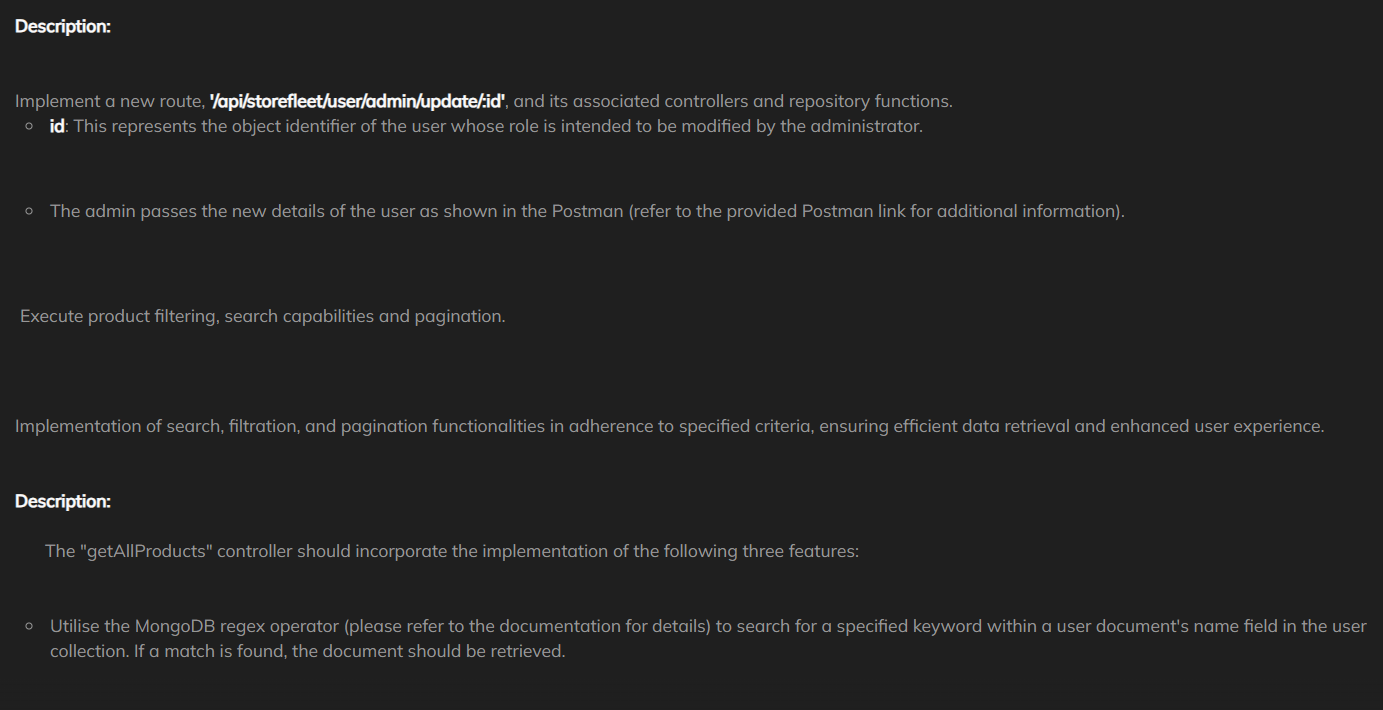 Description:
Implement a new route, '/api/storefleet/user/admin/update/:id', and its associated controllers and repository functions.
id: This represents the object identifier of the user whose role is intended to be modified by the administrator.
The admin passes the new details of the user as shown in the Postman (refer to the provided Postman link for additional information).
Execute product filtering, search capabilities and pagination.
Implementation of search, filtration, and pagination functionalities in adherence to specified criteria, ensuring efficient data retrieval and enhanced user experience.
Description:
The "getAllProducts" controller should incorporate the implementation of the following three features:
Utilise the MongoDB regex operator (please refer to the documentation for details) to search for a specified keyword within a user document's name field in the user
collection. If a match is found, the document should be retrieved.